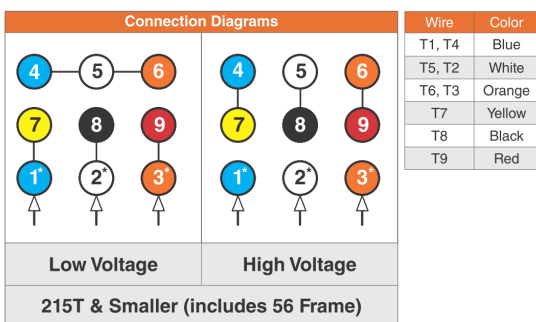 Connection Diagrams
4 5 6 4 5 6
7 8 9 7 8 9
1* 2* 3* 1* 2* 3*
Low Voltage High Voltage
215T & Smaller (includes 56 Frame)
Wire Color
T1, T4 Blue
T5, T2 White
T6, T3 Orange
T7 Yellow
T8 Black
T9 Red